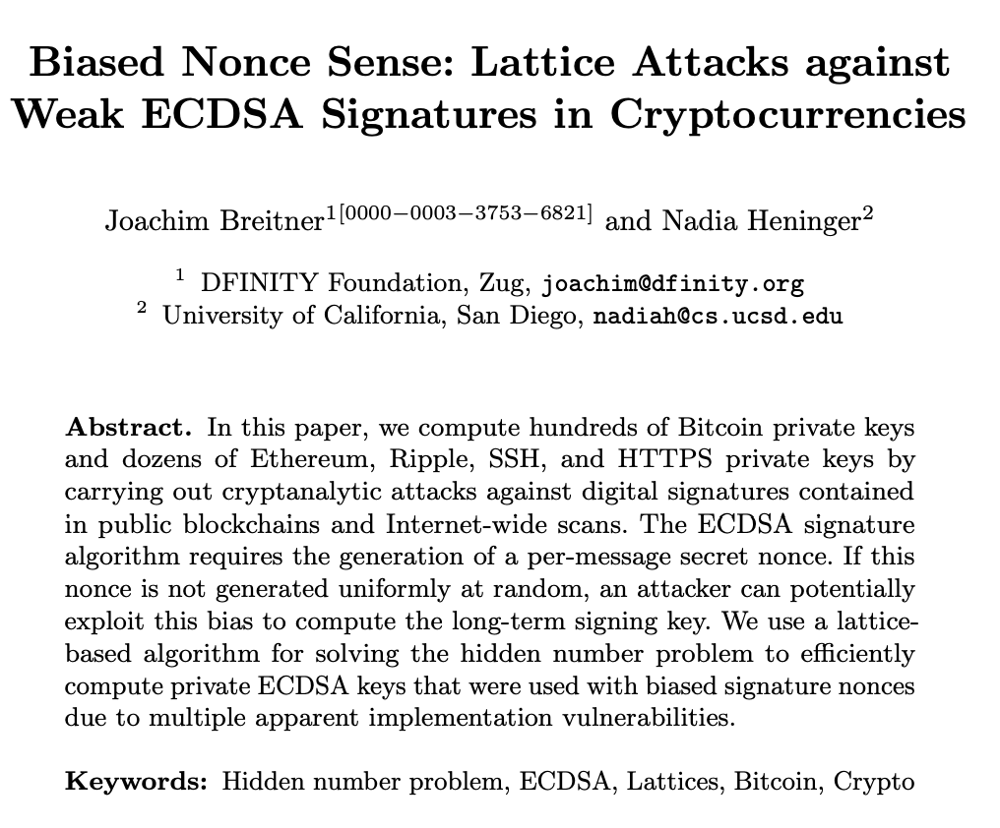 Biased Nonce Sense: Lattice Attacks against
Weak ECDSA Signatures in Cryptocurrencies
Joachim Breitner1[0000−0003−3753−6821] and Nadia Heninger2
1 DFINITY Foundation, Zug, joachim@dfinity.org
2 University of California, San Diego, nadiah@cs.ucsd.edu
Abstract. In this paper, we compute hundreds of Bitcoin private keys
and dozens of Ethereum, Ripple, SSH, and HTTPS private keys by
carrying out cryptanalytic attacks against digital signatures contained
in public blockchains and Internet-wide scans. The ECDSA signature
algorithm requires the generation of a per-message secret nonce. If this
nonce is not generated uniformly at random, an attacker can potentially
exploit this bias to compute the long-term signing key. We use a lattice-
based algorithm for solving the hidden number problem to efficiently
compute private ECDSA keys that were used with biased signature nonces
due to multiple apparent implementation vulnerabilities.
Keywords: Hidden number problem, ECDSA, Lattices, Bitcoin, Crypto